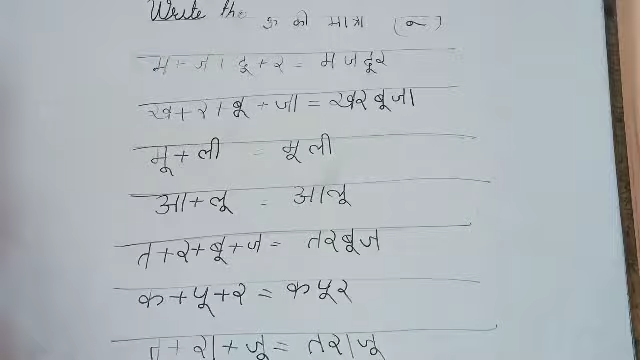 Write the ऊ की मात्रा (ू)
म + ज + दू + र = मजदूर
ख + र + बू + जा = खरबूजा
मू + ली = मूली
आ + लू = आलू
त + र + बू + ज = तरबूज
क + पू + र = कपूर
त + रा + जू = तराजू